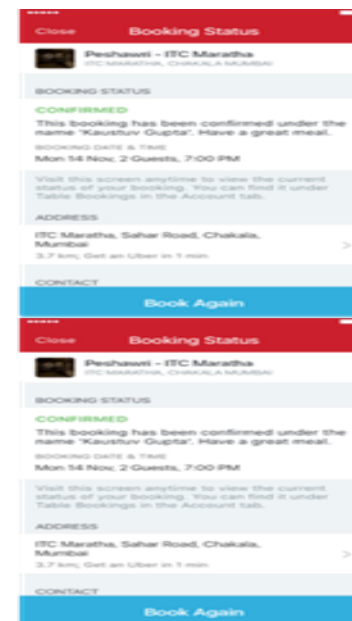 Close Booking Status
Peshawri - ITC Maratha
ITC MARATHA, CHAKALA MUMBAI
BOOKING STATUS
CONFIRMED
This booking has been confirmed under the
name "Kaustuv Gupta". Have a great meal.
BOOKING DATE & TIME
Mon 14 Nov, 2 Guests, 7:00 PM
Visit this screen anytime to view the current
status of your booking. You can find it under
Table Bookings in the Account tab.
ADDRESS
ITC Maratha, Sahar Road, Chakala,
Mumbai
3.7 km; Get an Uber in 1 min
CONTACT
Book Again
Close Booking Status
Peshawri - ITC Maratha
ITC MARATHA, CHAKALA MUMBAI
BOOKING STATUS
CONFIRMED
This booking has been confirmed under the
name "Kaustuv Gupta". Have a great meal.
BOOKING DATE & TIME
Mon 14 Nov, 2 Guests, 7:00 PM
Visit this screen anytime to view the current
status of your booking. You can find it under
Table Bookings in the Account tab.
ADDRESS
ITC Maratha, Sahar Road, Chakala,
Mumbai
3.7 km; Get an Uber in 1 min
CONTACT
Book Again